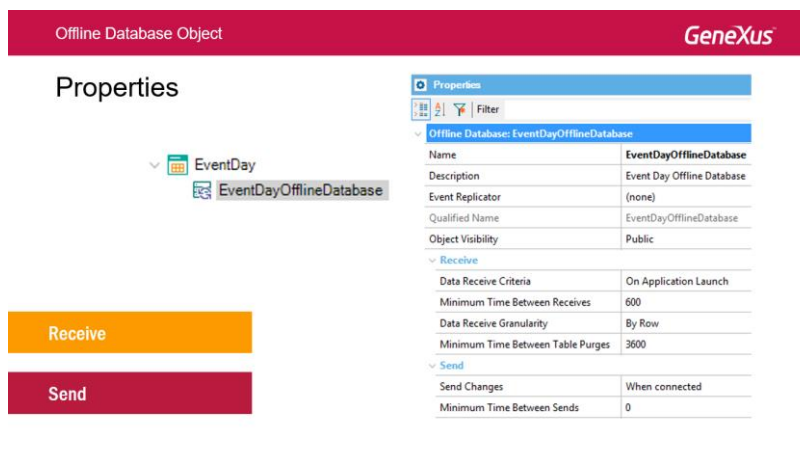 Offline Database Object
GeneXus
Properties
EventDay
EventDayOfflineDatabase
Receive
Send
Properties
Filter
Offline Database: EventDayOfflineDatabase
Name EventDayOfflineDatabase
Description Event Day Offline Database
Event Replicator (none)
Qualified Name EventDayOfflineDatabase
Object Visibility Public
Receive
Data Receive Criteria On Application Launch
Minimum Time Between Receives 600
Data Receive Granularity By Row
Minimum Time Between Table Purges 3600
Send
Send Changes When connected
Minimum Time Between Sends 0